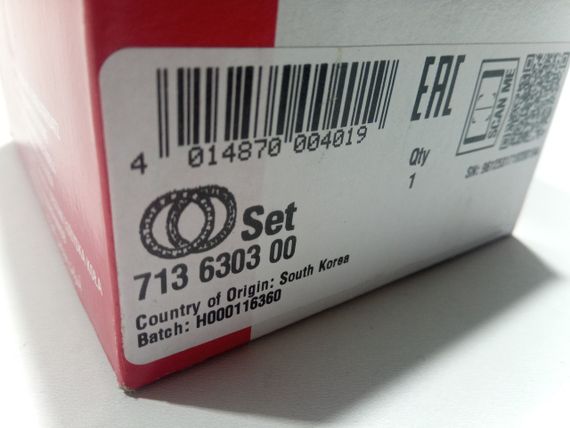 4 014870 004019
EAC
SCAN ME
Qty
1
Set
713 6303 00
Country of Origin: South Korea
Batch: H000116360